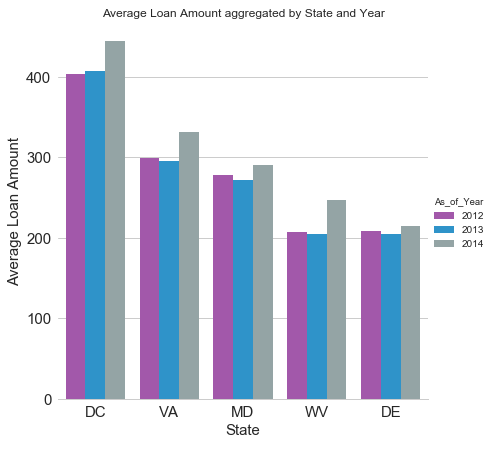 Average Loan Amount aggregated by State and Year
Average Loan Amount
400
300
200
100
0
DC VA MD WV DE
State
As_of_Year
2012
2013
2014